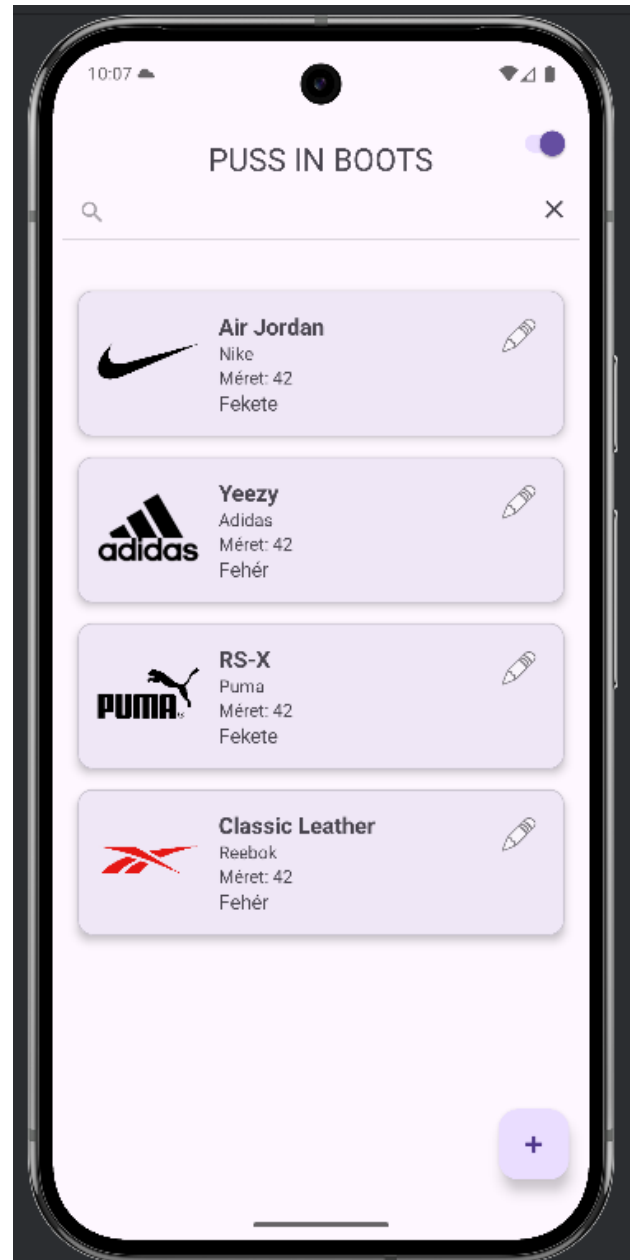 10:07
PUSS IN BOOTS
Air Jordan
Nike
Méret: 42
Fekete
adidas
Yeezy
Adidas
Méret: 42
Fehér
PUMA
RS-X
Puma
Méret: 42
Fekete
Classic Leather
Reebok
Méret: 42
Fehér
+